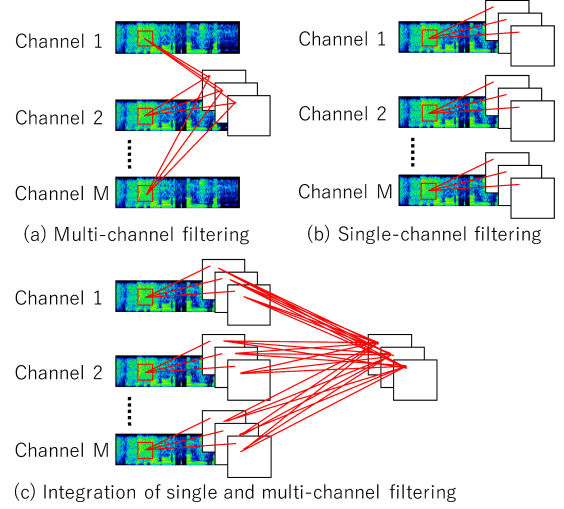 Channel 1
Channel 2
Channel M
(a) Multi-channel filtering
Channel 1
Channel 2
Channel M
(b) Single-channel filtering
Channel 1
Channel 2
Channel M
(c) Integration of single and multi-channel filtering